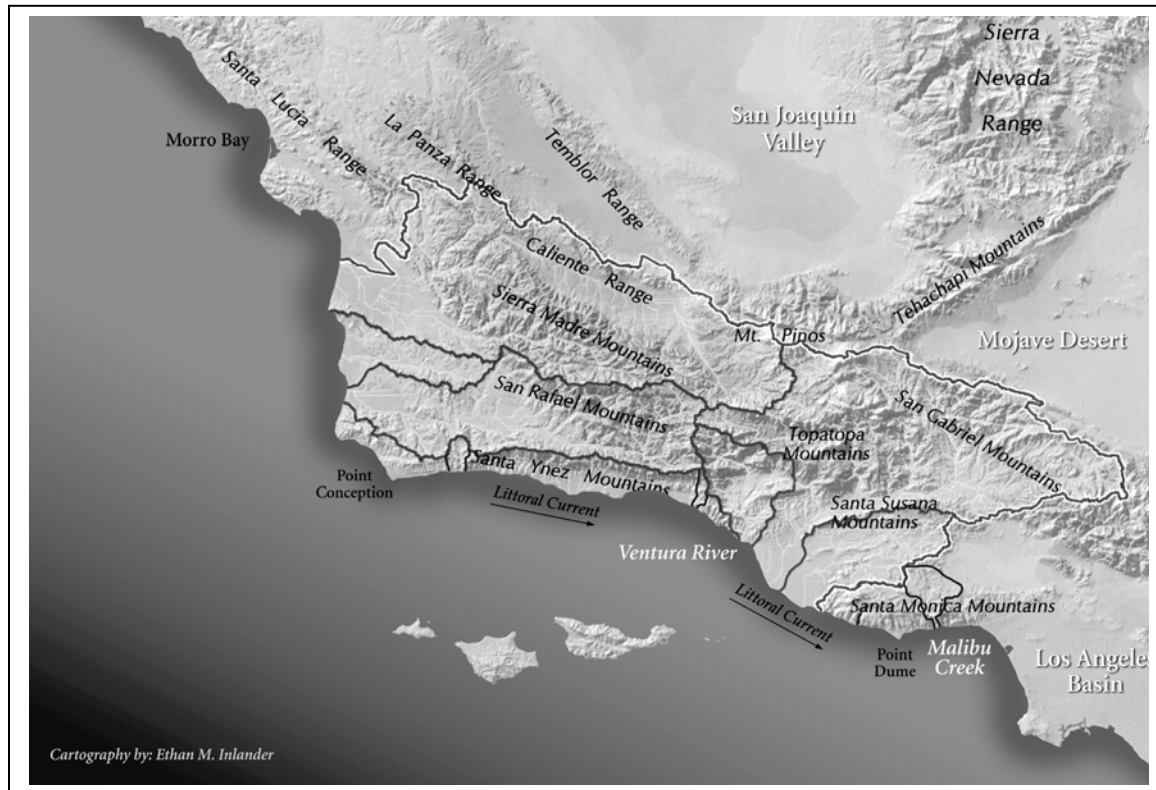 Sierra
Nevada
Range
Santa Lucia Range
San Joaquin
Valley
La Panza Range
Temblor Range
Morro Bay
Tehachapi Mountains
Caliente Range
Sierra Madre Mountains
Mt. Pinos
Mojave Desert
San Rafael Mountains
San Gabriel Mountains
Topatopa
Mountains
Santa Ynez Mountains
Point
Conception
Littoral Current
Santa Susana
Mountains
Ventura River
Littoral Current
Santa Monica Mountains
Point
Dume
Malibu
Creek
Los Angeles
Basin
Cartography by: Ethan M. Inlander